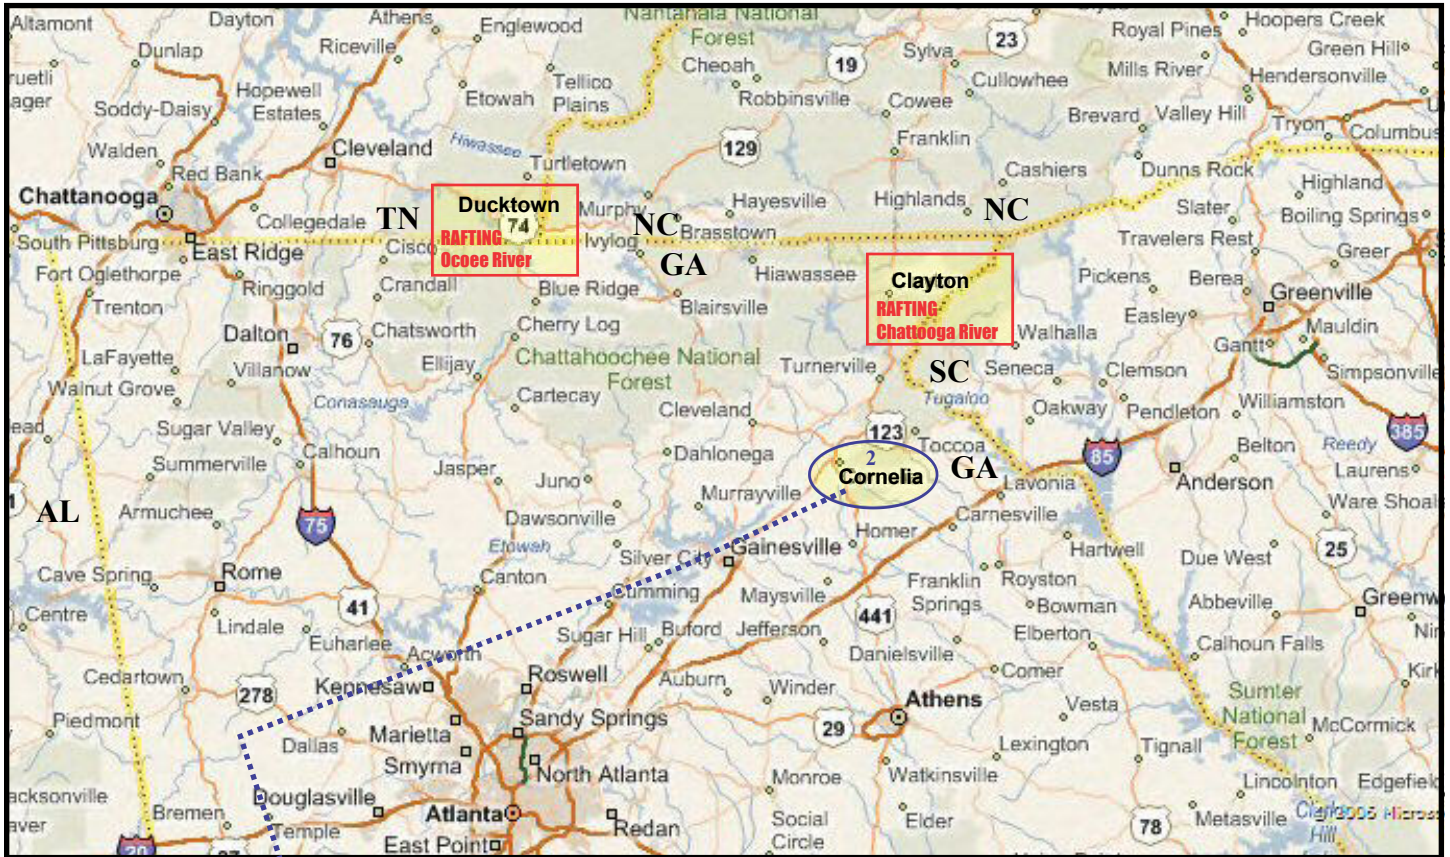 Altamont
Dayton
Athens
Englewood
Nantahala National
Forest
23
Royal Pines
Hoopers Creek
Dunlap
Riceville
Cheoah
19
Sylva
Green Hill
ruetli
ager
Hopewell
Estates
Etowah
Tellico
Plains
Cullowhee
Mills River
Hendersonville
Soddy-Daisy
Robbinsville
Cowee
Brevard
Valley Hill
Tryon
Columbus
Walden
Cleveland
Hiwassee
129
Franklin
Red Bank
Turtletown
Cashiers
Dunns Rock
Chattanooga
Ducktown
Hayesville
Highlands
Highland
Collegedale
TN
74
Murphy
NC
NC
Slater
Boiling Springs
South Pittsburg
East Ridge
Cisco
RAFTING
Ocoee River
Ivylog
Brasstown
Travelers Rest
Greer
Fort Oglethorpe
Ringgold
Crandall
GA
Hiawassee
Clayton
Pickens
Berea
Trenton
Blue Ridge
Blairsville
RAFTING
Chattooga River
Greenville
Dalton
76
Chatsworth
Cherry Log
Walhalla
Easley
Mauldin
LaFayette
Villanow
Ellijay
Chattahoochee National
Forest
Turnerville
SC
Seneca
Clemson
Gantt
Simpsonville
Walnut Grove
Conasauga
Cartecay
Cleveland
Tugaloo
Oakway
Pendleton
Williamston
ead
Sugar Valley
123
Toccoa
85
Belton
Reedy
385
Summerville
Calhoun
Jasper
Juno
Dahlonega
2
Cornelia
GA
Lavonia
Anderson
Laurens
AL
Armuchee
75
Dawsonville
Murrayville
Carnesville
Ware Shoal
Etowah
Silver City
Gainesville
Homer
Hartwell
Due West
25
Cave Spring
Rome
Canton
Cumming
Maysville
Franklin
Springs
Royston
Centre
41
441
Bowman
Abbeville
Greenw
Lindale
Euharlee
Sugar Hill
Buford
Jefferson
Elberton
Calhoun Falls
Nin
Acworth
Danielsville
Cedartown
278
Kennesaw
Roswell
Auburn
Winder
Comer
Kirk
Piedmont
Marietta
Sandy Springs
29
Athens
Vesta
Sumter
National
Forest
McCormick
Dallas
Smyrna
North Atlanta
Monroe
Watkinsville
Lexington
Tignall
acksonville
Douglasville
Lincolnton
Edgefield
aver
Bremen
Temple
Atlanta
Redan
Social
Circle
Elder
78
Metasville
Hill
20
East Point